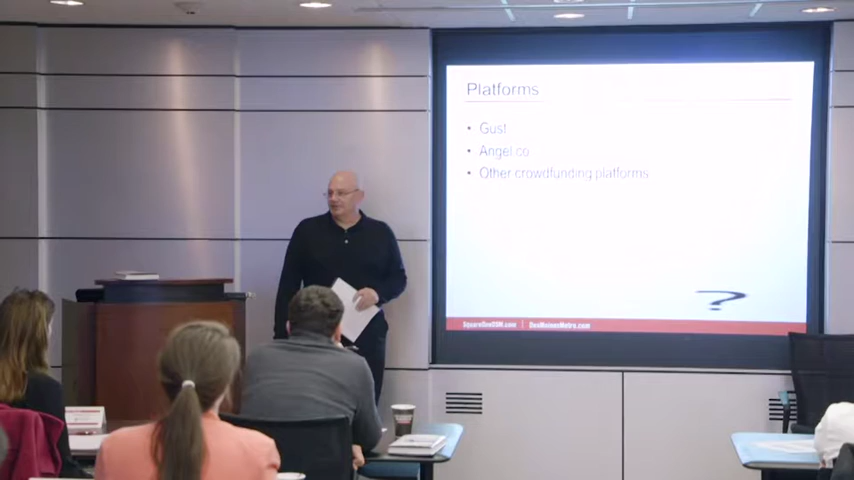 Platforms
• Gust
• Angel.co
• Other crowdfunding platforms
?
SquareOneDSM.com | DesMoinesMetro.com